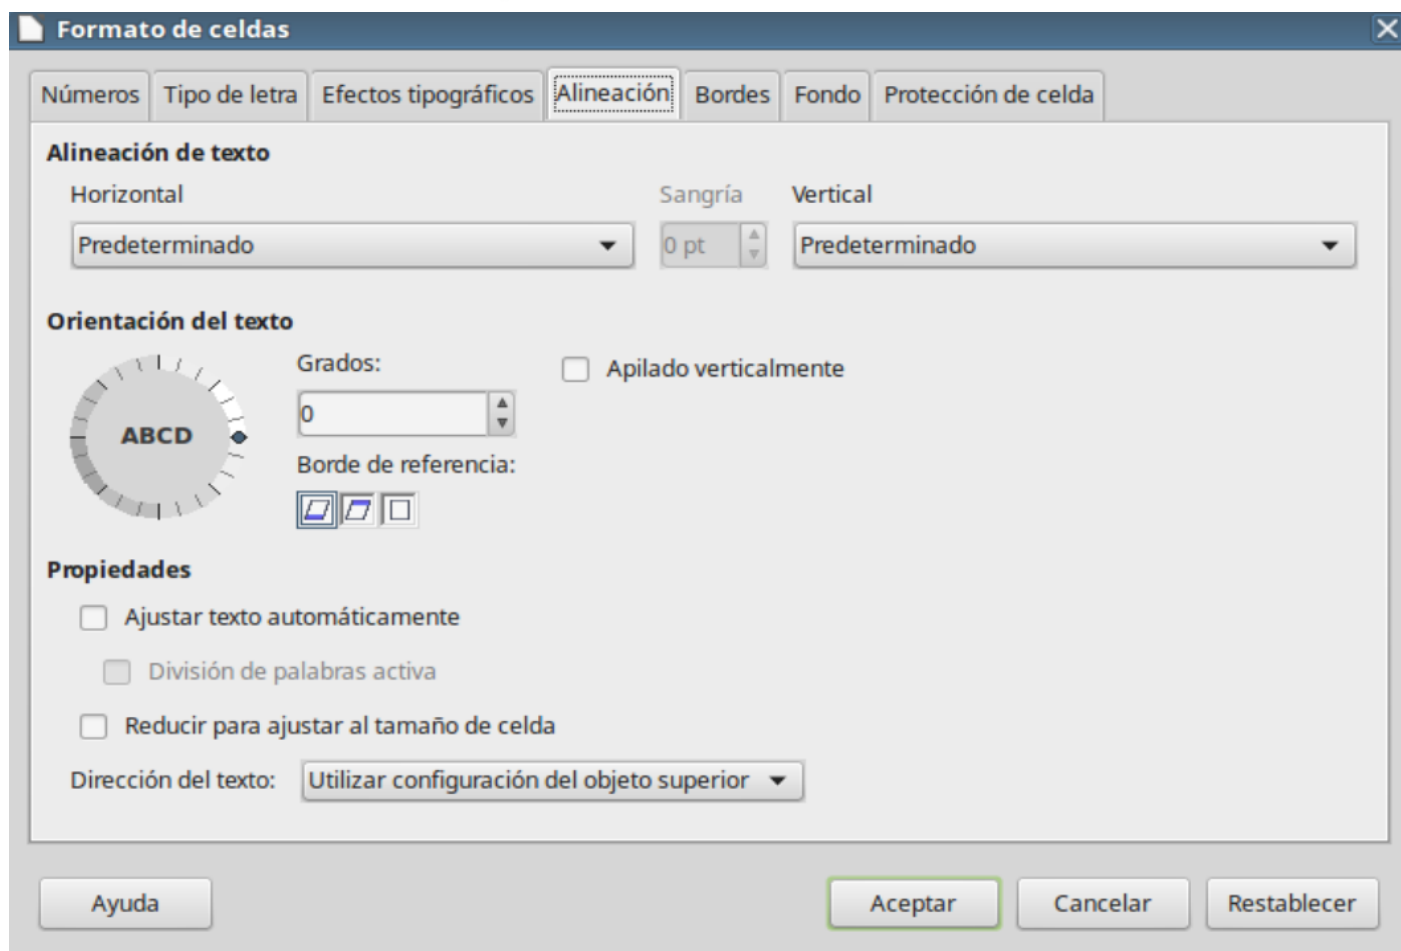 Formato de celdas
Números Tipo de letra Efectos tipográficos Alineación Bordes Fondo Protección de celda
Alineación de texto
Horizontal Sangría Vertical
Predeterminado 0 pt Predeterminado
Orientación del texto
Grados: Apilado verticalmente
0
ABCD
Borde de referencia:
Propiedades
Ajustar texto automáticamente
División de palabras activa
Reducir para ajustar al tamaño de celda
Dirección del texto: Utilizar configuración del objeto superior
Ayuda Aceptar Cancelar Restablecer